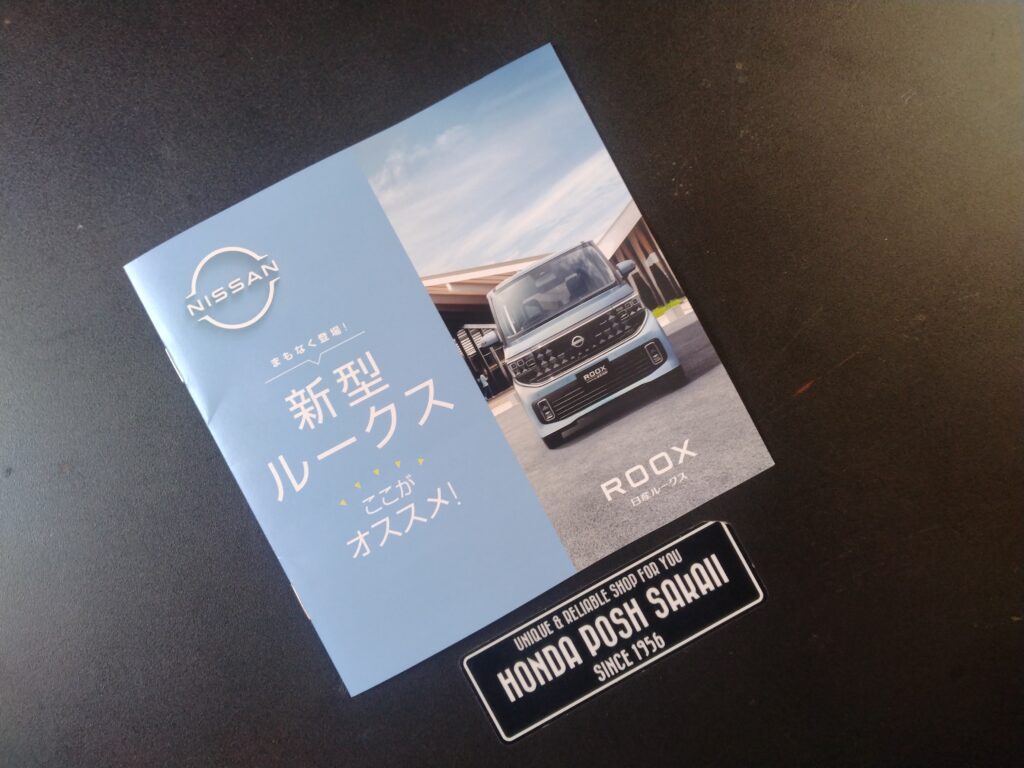 NISSAN
まもなく登場!
新型
ルークス
ここが
オススメ!
ROOX
ROOX
日産ルークス
UNIQUE & RELIABLE SHOP FOR YOU
HONDA POSH SAKAII
SINCE 1956